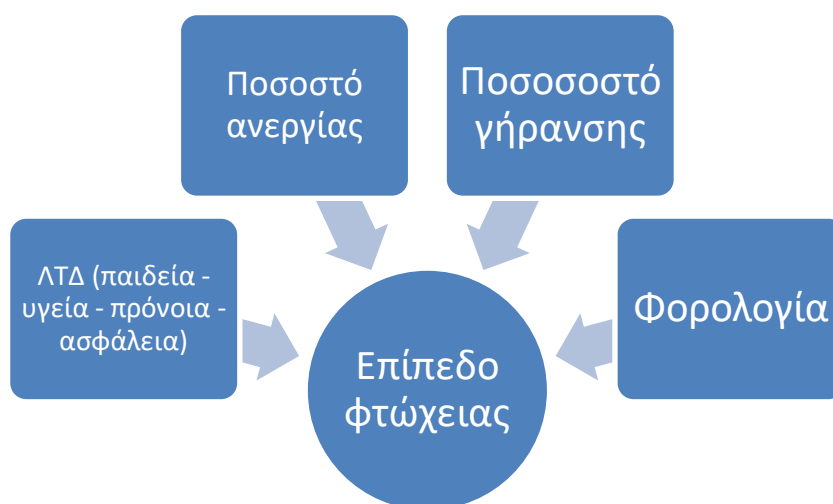 Ποσοστό
ανεργίας
Ποσοσοστό
γήρανσης
ΛΤΔ (παιδεία -
υγεία - πρόνοια -
ασφάλεια)
Φορολογία
Επίπεδο
φτώχειας